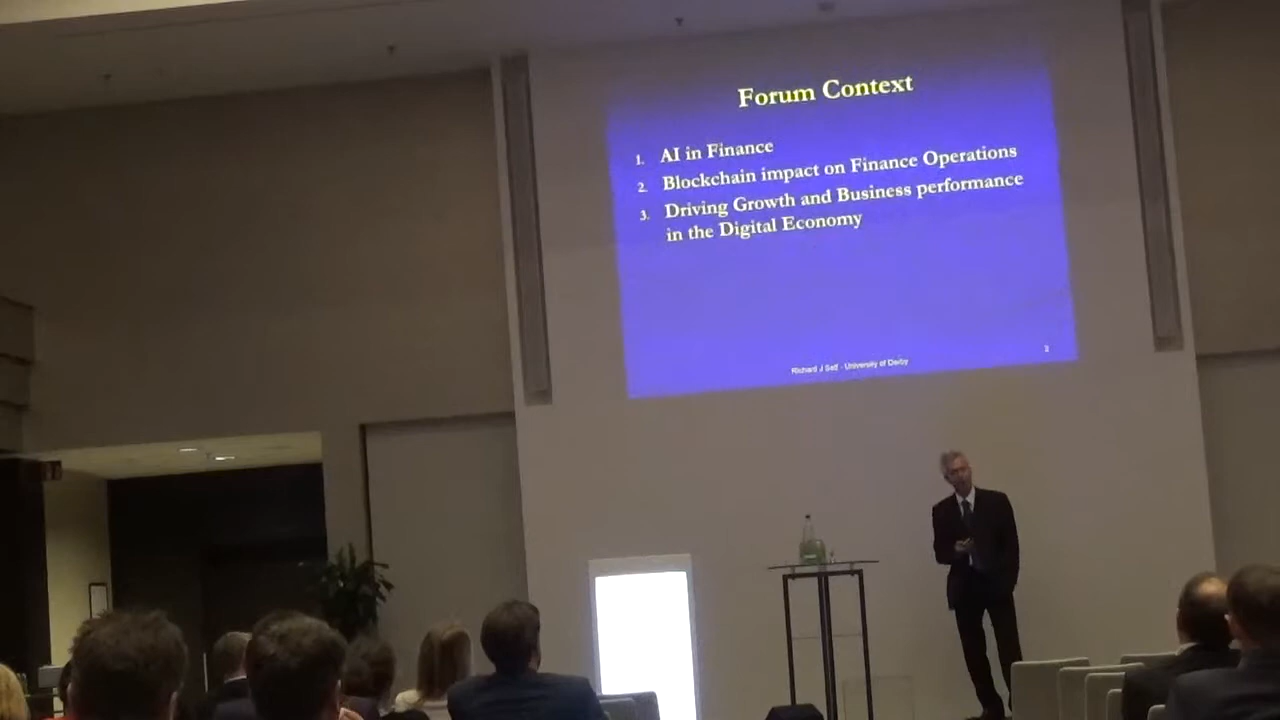 Forum Context
1. AI in Finance
2. Blockchain impact on Finance Operations
3. Driving Growth and Business performance
in the Digital Economy
Richard J Self - University of Derby
2